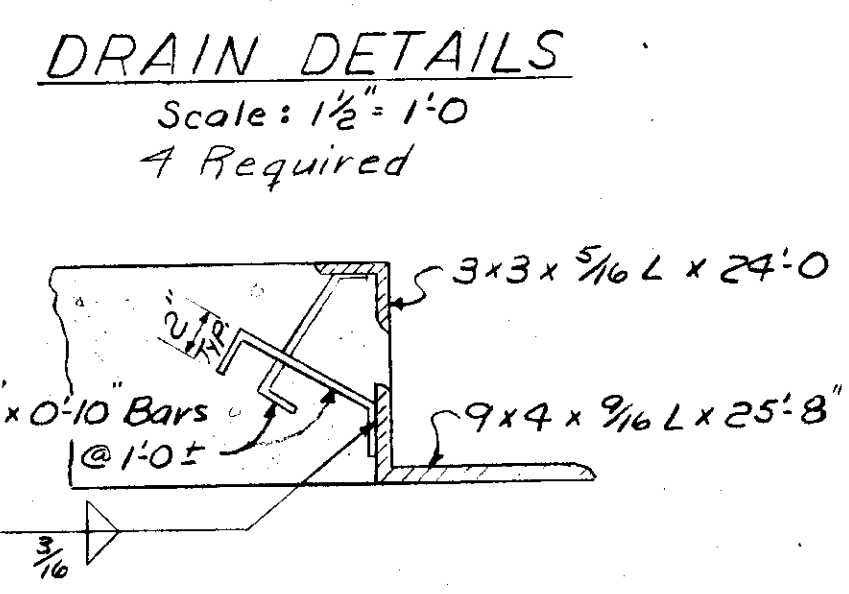 DRAIN DETAILS
Scale: 1½" = 1'-0
4 Required
3 x 3 x 5/16 L x 24'-0
2" TYP.
" x 0'-10" Bars
@ 1'-0 ±
9 x 4 x 9/16 L x 25'-8"
3/16